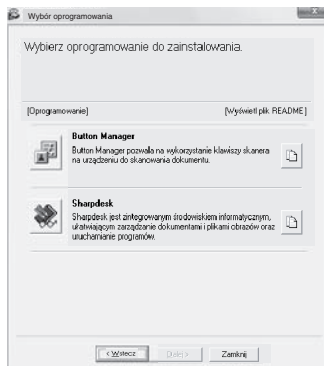 Wybór oprogramowania
Wybierz oprogramowanie do zainstalowania.
[Oprogramowanie] [Wyświetl plik README]
Button Manager
Button Manager pozwala na wykorzystanie klawiszy skanera
na urządzeniu do skanowania dokumentu.
Sharpdesk
Sharpdesk jest zintegrowanym środowiskiem informatycznym,
ułatwiającym zarządzanie dokumentami i plikami obrazów oraz
uruchamianie programów.
< Wstecz Dalej > Zamknij